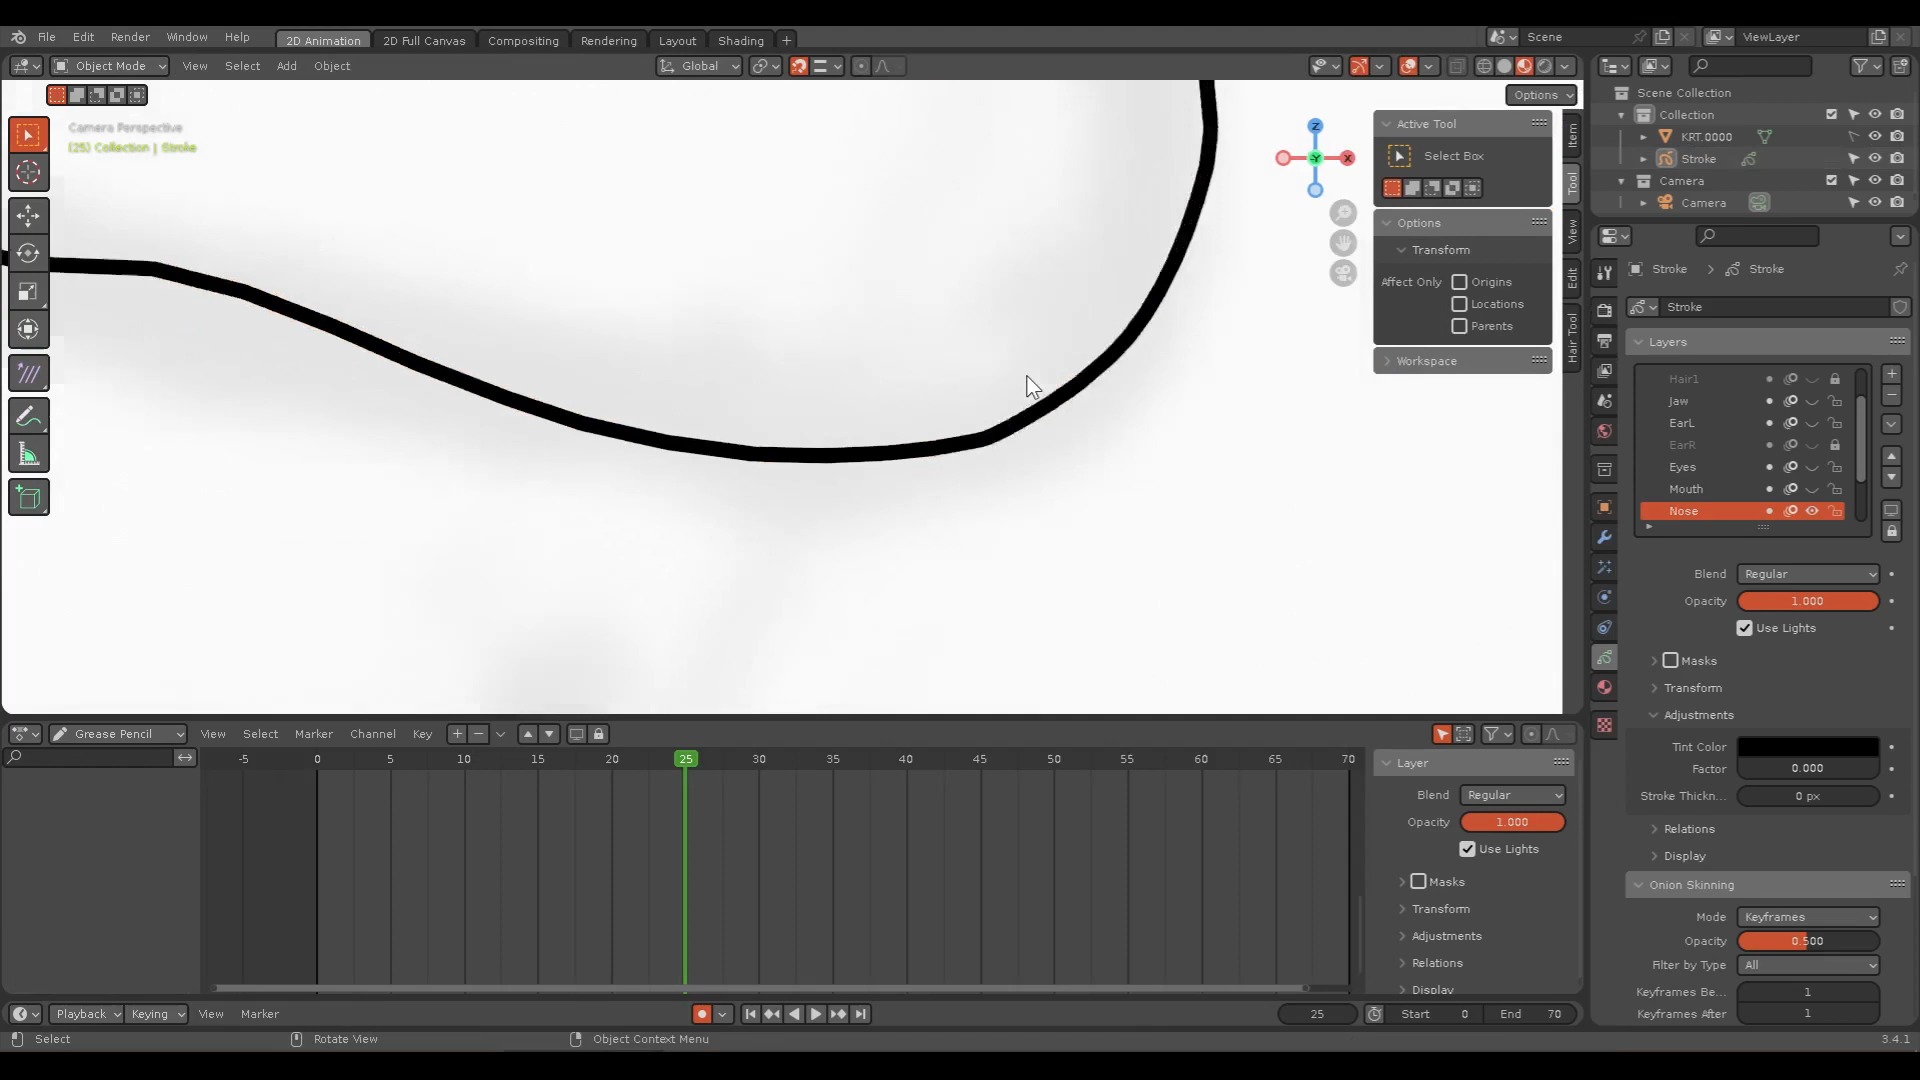 File Edit Render Window Help 2D Animation 2D Full Canvas Compositing Rendering Layout Shading Scene ViewLayer
Object Mode View Select Add Object Global
Options
Camera Perspective
(25) Collection | Stroke
Z
-Y
X
Active Tool
Select Box
Options
Transform
Affect Only Origins
Locations
Parents
Workspace
Item
Tool
View
Edit
Hair Tool
Scene Collection
Collection
KRT.0000
Stroke
Camera
Camera
Stroke > Stroke
Stroke
Layers
Hair1
Jaw
EarL
EarR
Eyes
Mouth
Nose
Blend Regular
Opacity 1.000
Use Lights
Masks
Transform
Adjustments
Tint Color
Factor 0.000
Stroke Thickn... 0 px
Relations
Display
Onion Skinning
Mode Keyframes
Opacity 0.500
Filter by Type All
Keyframes Be... 1
Keyframes After 1
Grease Pencil View Select Marker Channel Key
-5 0 5 10 15 20 25 30 35 40 45 50 55 60 65 70
Layer
Blend Regular
Opacity 1.000
Use Lights
Masks
Transform
Adjustments
Relations
Display
Playback Keying View Marker 25 Start 0 End 70
Select Rotate View Object Context Menu 3.4.1